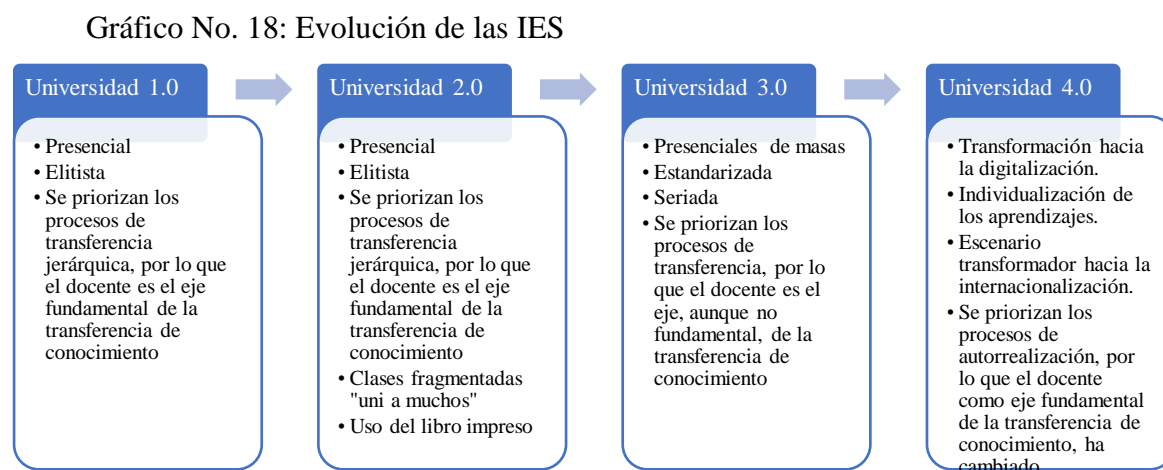 Gráfico No. 18: Evolución de las IES
Universidad 1.0
• Presencial
• Elitista
• Se priorizan los
procesos de
transferencia
jerárquica, por lo que
el docente es el eje
fundamental de la
transferencia de
conocimiento
Universidad 2.0
• Presencial
• Elitista
• Se priorizan los
procesos de
transferencia
jerárquica, por lo que
el docente es el eje
fundamental de la
transferencia de
conocimiento
• Clases fragmentadas
"uni a muchos"
• Uso del libro impreso
Universidad 3.0
• Presenciales de masas
• Estandarizada
• Seriada
• Se priorizan los
procesos de
transferencia, por lo
que el docente es el
eje, aunque no
fundamental, de la
transferencia de
conocimiento
Universidad 4.0
• Transformación hacia
la digitalización.
• Individualización de
los aprendizajes.
• Escenario
transformador hacia la
internacionalización.
• Se priorizan los
procesos de
autorrealización, por
lo que el docente
como eje fundamental
de la transferencia de
conocimiento, ha
cambiado